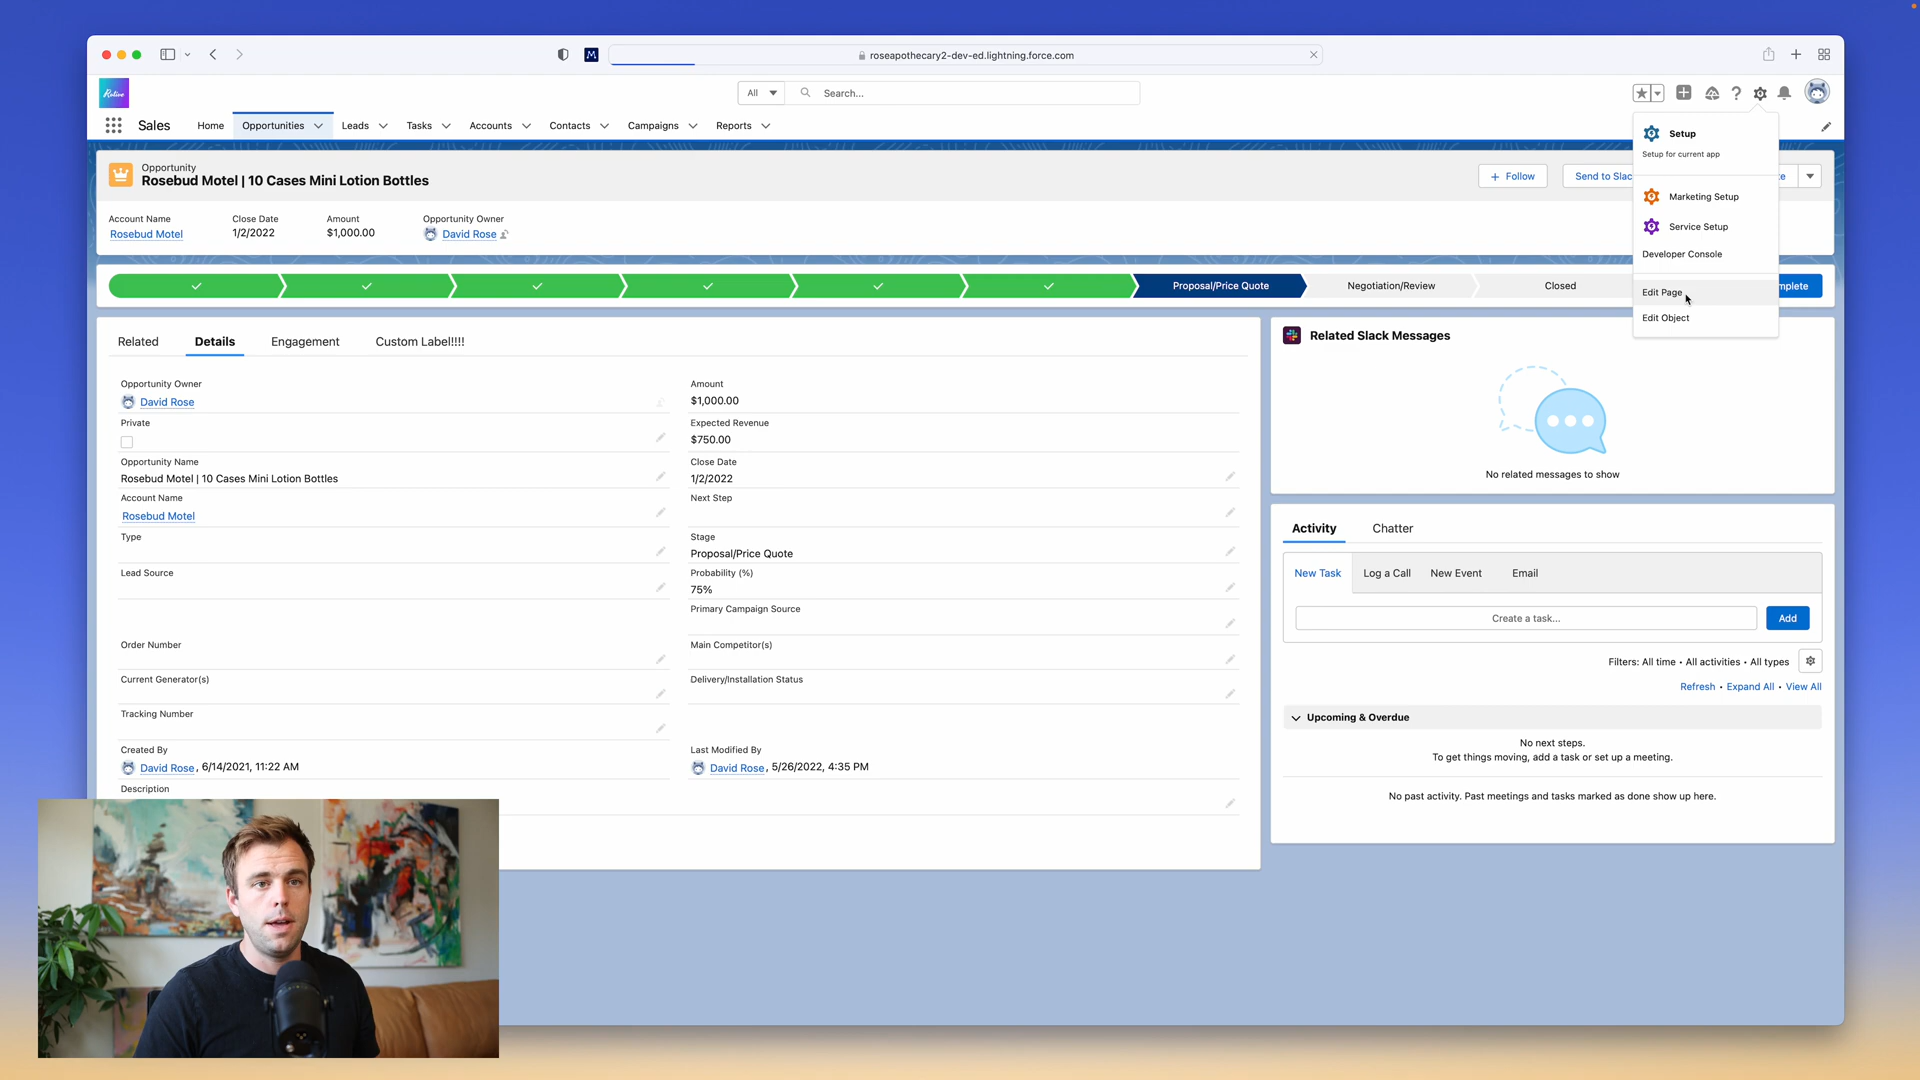 M
roseapothecary2-dev-ed.lightning.force.com
Rative
All
Search...
Sales
Home
Opportunities
Leads
Tasks
Accounts
Contacts
Campaigns
Reports
Setup
Setup for current app
Marketing Setup
Service Setup
Developer Console
Edit Page
Edit Object
Opportunity
Rosebud Motel | 10 Cases Mini Lotion Bottles
+ Follow
Send to Slac
te
Account Name
Close Date
Amount
Opportunity Owner
Rosebud Motel
1/2/2022
$1,000.00
David Rose
Proposal/Price Quote
Negotiation/Review
Closed
mplete
Related
Details
Engagement
Custom Label!!!!
Opportunity Owner
David Rose
Private
Opportunity Name
Rosebud Motel | 10 Cases Mini Lotion Bottles
Account Name
Rosebud Motel
Type
Lead Source
Order Number
Current Generator(s)
Tracking Number
Created By
David Rose, 6/14/2021, 11:22 AM
Description
Amount
$1,000.00
Expected Revenue
$750.00
Close Date
1/2/2022
Next Step
Stage
Proposal/Price Quote
Probability (%)
75%
Primary Campaign Source
Main Competitor(s)
Delivery/Installation Status
Last Modified By
David Rose, 5/26/2022, 4:35 PM
Related Slack Messages
No related messages to show
Activity
Chatter
New Task
Log a Call
New Event
Email
Create a task...
Add
Filters: All time • All activities • All types
Refresh • Expand All • View All
Upcoming & Overdue
No next steps.
To get things moving, add a task or set up a meeting.
No past activity. Past meetings and tasks marked as done show up here.